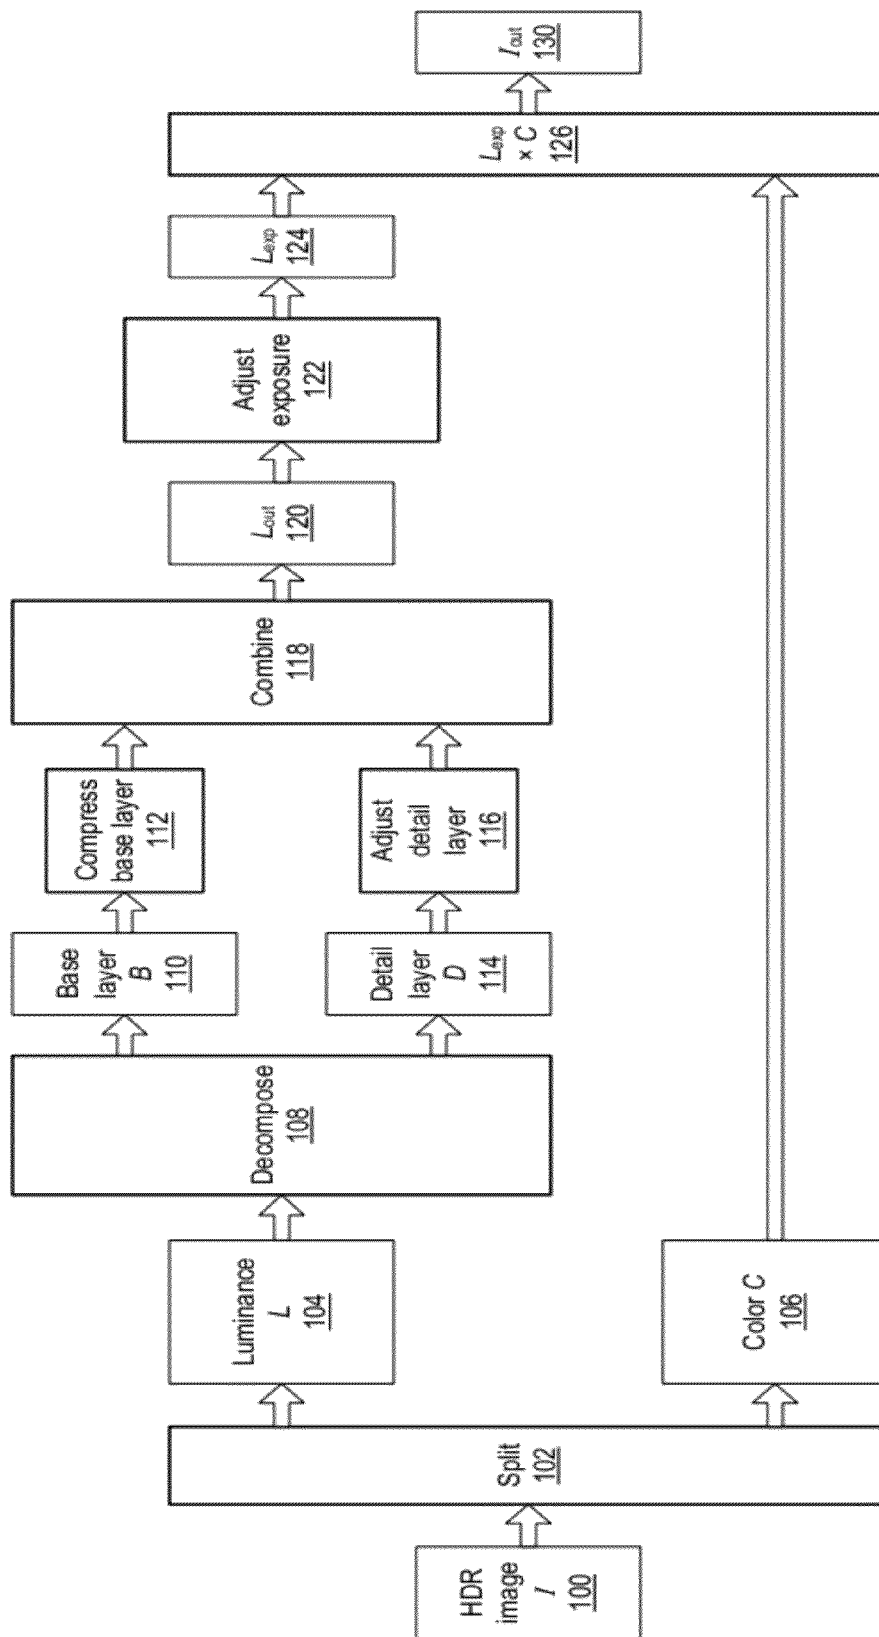 HDR
image
I
100
Split
102
Luminance
L
104
Color C
106
Decompose
108
Base
layer
B
110
Compress
base layer
112
Detail
layer
D
114
Adjust
detail
layer
116
Combine
118
Lout
120
Adjust
exposure
122
Lexp
124
Lexp
× C
126
Iout
130